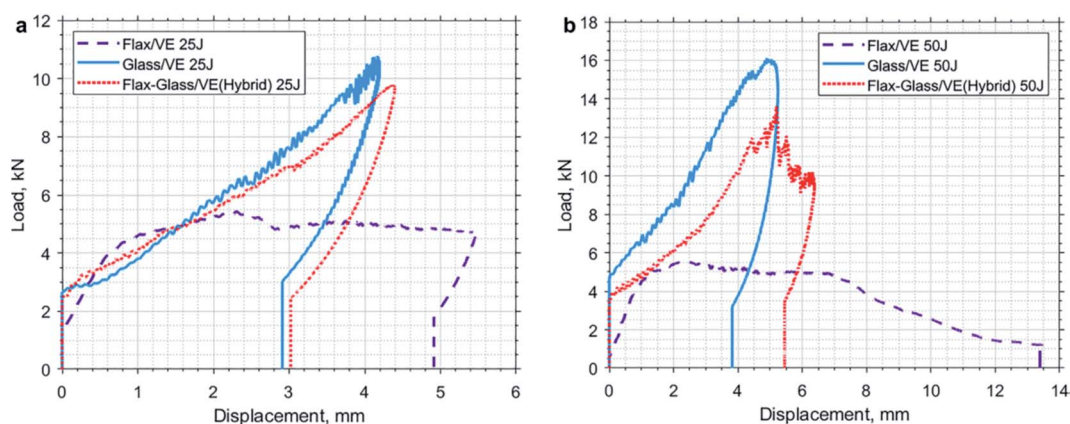 a
Flax/VE 25J
Glass/VE 25J
Flax-Glass/VE(Hybrid) 25J
12
10
8
6
4
2
0
Load, kN
0 1 2 3 4 5 6
Displacement, mm
b
Flax/VE 50J
Glass/VE 50J
Flax-Glass/VE(Hybrid) 50J
18
16
14
12
10
8
6
4
2
0
Load, kN
0 2 4 6 8 10 12 14
Displacement, mm